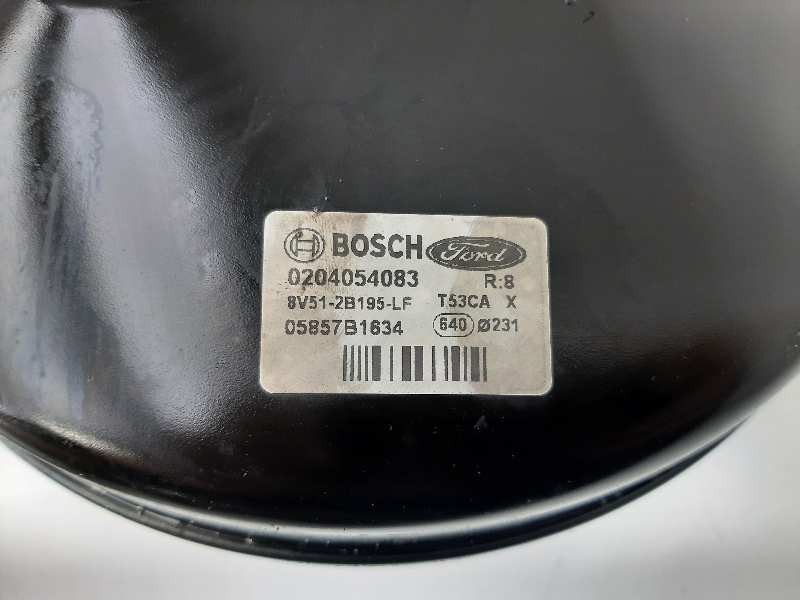 BOSCH Ford
0204054083 R:8
8V51-2B195-LF T53CA X
05857B1634 640 Ø231